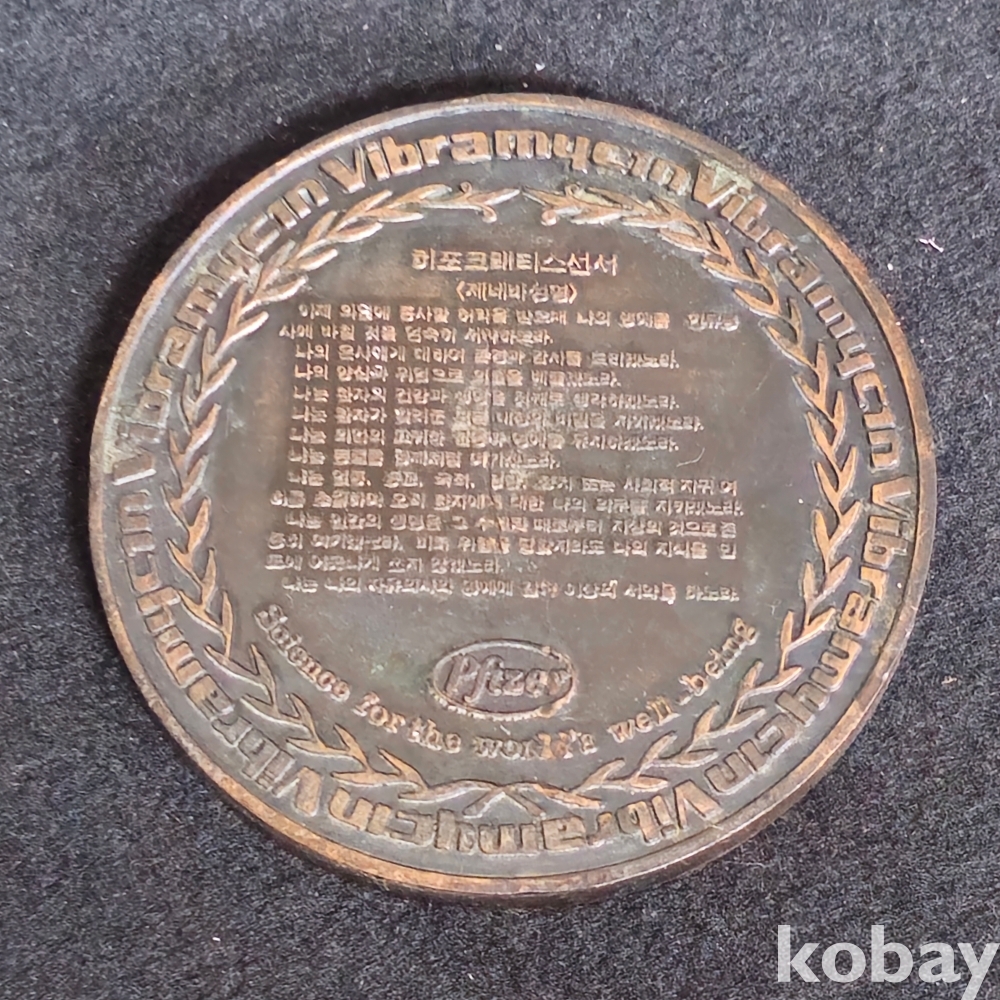 Vibramycin Vibramycin Vibramycin Vibramycin Vibramycin Vibramycin
히포크래티스선서
<제네바성명>
이제 의업에 종사할 허락을 받으매 나의 생애를 인류봉
사에 바칠 것을 엄숙히 서약하노라.
나의 은사에게 대하여 존경과 감사를 드리겠노라.
나의 양심과 위엄으로 의술을 베풀겠노라.
나는 환자의 건강과 생명을 첫째로 생각하겠노라.
나는 환자가 알려준 모든 내정의 비밀을 지키겠노라.
나는 의업의 고귀한 전통과 명예를 유지하겠노라.
나는 동업자를 형제처럼 여기겠노라.
나는 인종, 종교, 국적, 정당, 정파 또는 사회적 지위 여
하를 초월하여 오직 환자에 대한 나의 의무를 지키겠노라.
나는 인간의 생명을 그 수태된 때로부터 지상의 것으로 존
중히 여기겠노라. 비록 위협을 당할지라도 나의 지식을 인
도에 어긋나게 쓰지 않겠노라.
나는 나의 자유의사와 명예에 걸어 이상의 서약을 하노라.
Pfizer
Science for the world's well-being
kobay